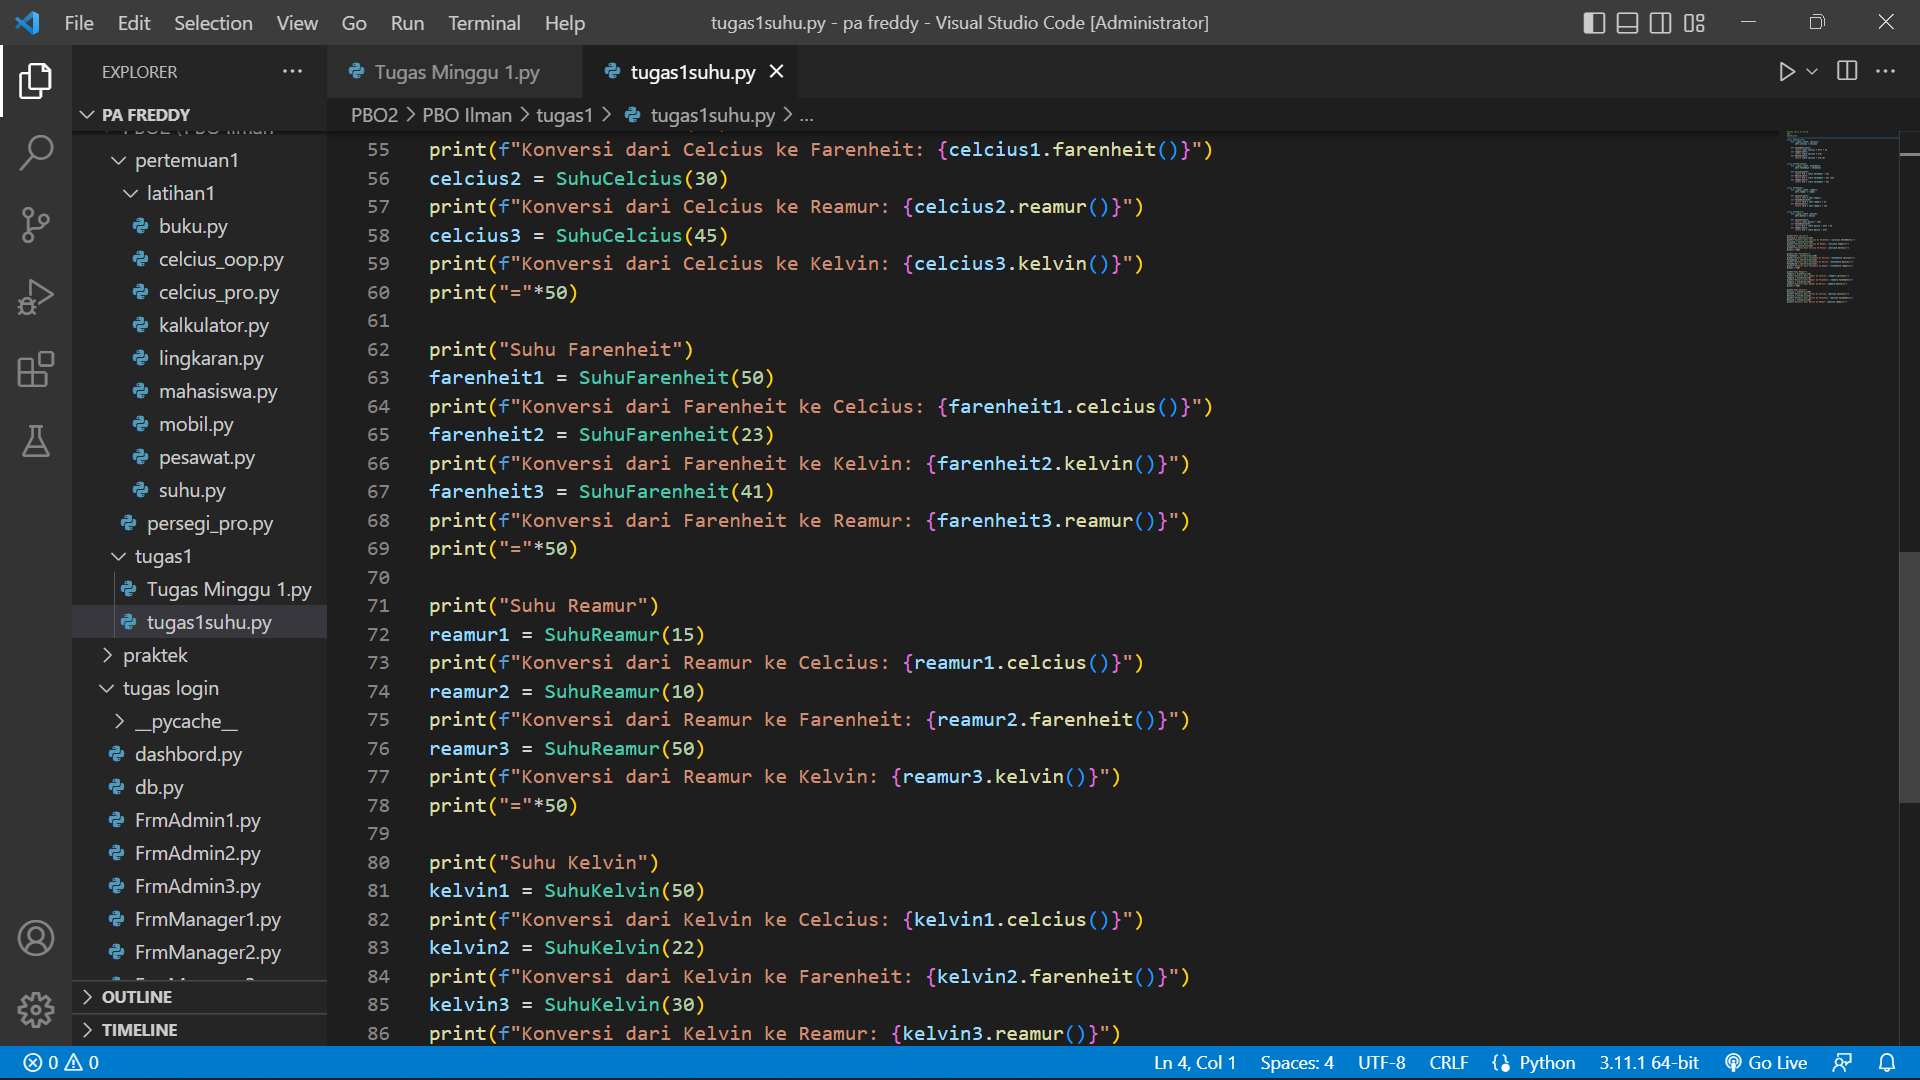 File Edit Selection View Go Run Terminal Help
tugas1suhu.py - pa freddy - Visual Studio Code [Administrator]
EXPLORER
PA FREDDY
pertemuan1
latihan1
buku.py
celcius_oop.py
celcius_pro.py
kalkulator.py
lingkaran.py
mahasiswa.py
mobil.py
pesawat.py
suhu.py
persegi_pro.py
tugas1
Tugas Minggu 1.py
tugas1suhu.py
praktek
tugas login
__pycache__
dashbord.py
db.py
FrmAdmin1.py
FrmAdmin2.py
FrmAdmin3.py
FrmManager1.py
FrmManager2.py
OUTLINE
TIMELINE
Tugas Minggu 1.py
tugas1suhu.py
PBO2 > PBO Ilman > tugas1 > tugas1suhu.py > ...
55 print(f"Konversi dari Celcius ke Farenheit: {celcius1.farenheit()}")
56 celcius2 = SuhuCelcius(30)
57 print(f"Konversi dari Celcius ke Reamur: {celcius2.reamur()}")
58 celcius3 = SuhuCelcius(45)
59 print(f"Konversi dari Celcius ke Kelvin: {celcius3.kelvin()}")
60 print("="*50)
61
62 print("Suhu Farenheit")
63 farenheit1 = SuhuFarenheit(50)
64 print(f"Konversi dari Farenheit ke Celcius: {farenheit1.celcius()}")
65 farenheit2 = SuhuFarenheit(23)
66 print(f"Konversi dari Farenheit ke Kelvin: {farenheit2.kelvin()}")
67 farenheit3 = SuhuFarenheit(41)
68 print(f"Konversi dari Farenheit ke Reamur: {farenheit3.reamur()}")
69 print("="*50)
70
71 print("Suhu Reamur")
72 reamur1 = SuhuReamur(15)
73 print(f"Konversi dari Reamur ke Celcius: {reamur1.celcius()}")
74 reamur2 = SuhuReamur(10)
75 print(f"Konversi dari Reamur ke Farenheit: {reamur2.farenheit()}")
76 reamur3 = SuhuReamur(50)
77 print(f"Konversi dari Reamur ke Kelvin: {reamur3.kelvin()}")
78 print("="*50)
79
80 print("Suhu Kelvin")
81 kelvin1 = SuhuKelvin(50)
82 print(f"Konversi dari Kelvin ke Celcius: {kelvin1.celcius()}")
83 kelvin2 = SuhuKelvin(22)
84 print(f"Konversi dari Kelvin ke Farenheit: {kelvin2.farenheit()}")
85 kelvin3 = SuhuKelvin(30)
86 print(f"Konversi dari Kelvin ke Reamur: {kelvin3.reamur()}")
0 0
Ln 4, Col 1 Spaces: 4 UTF-8 CRLF Python 3.11.1 64-bit Go Live